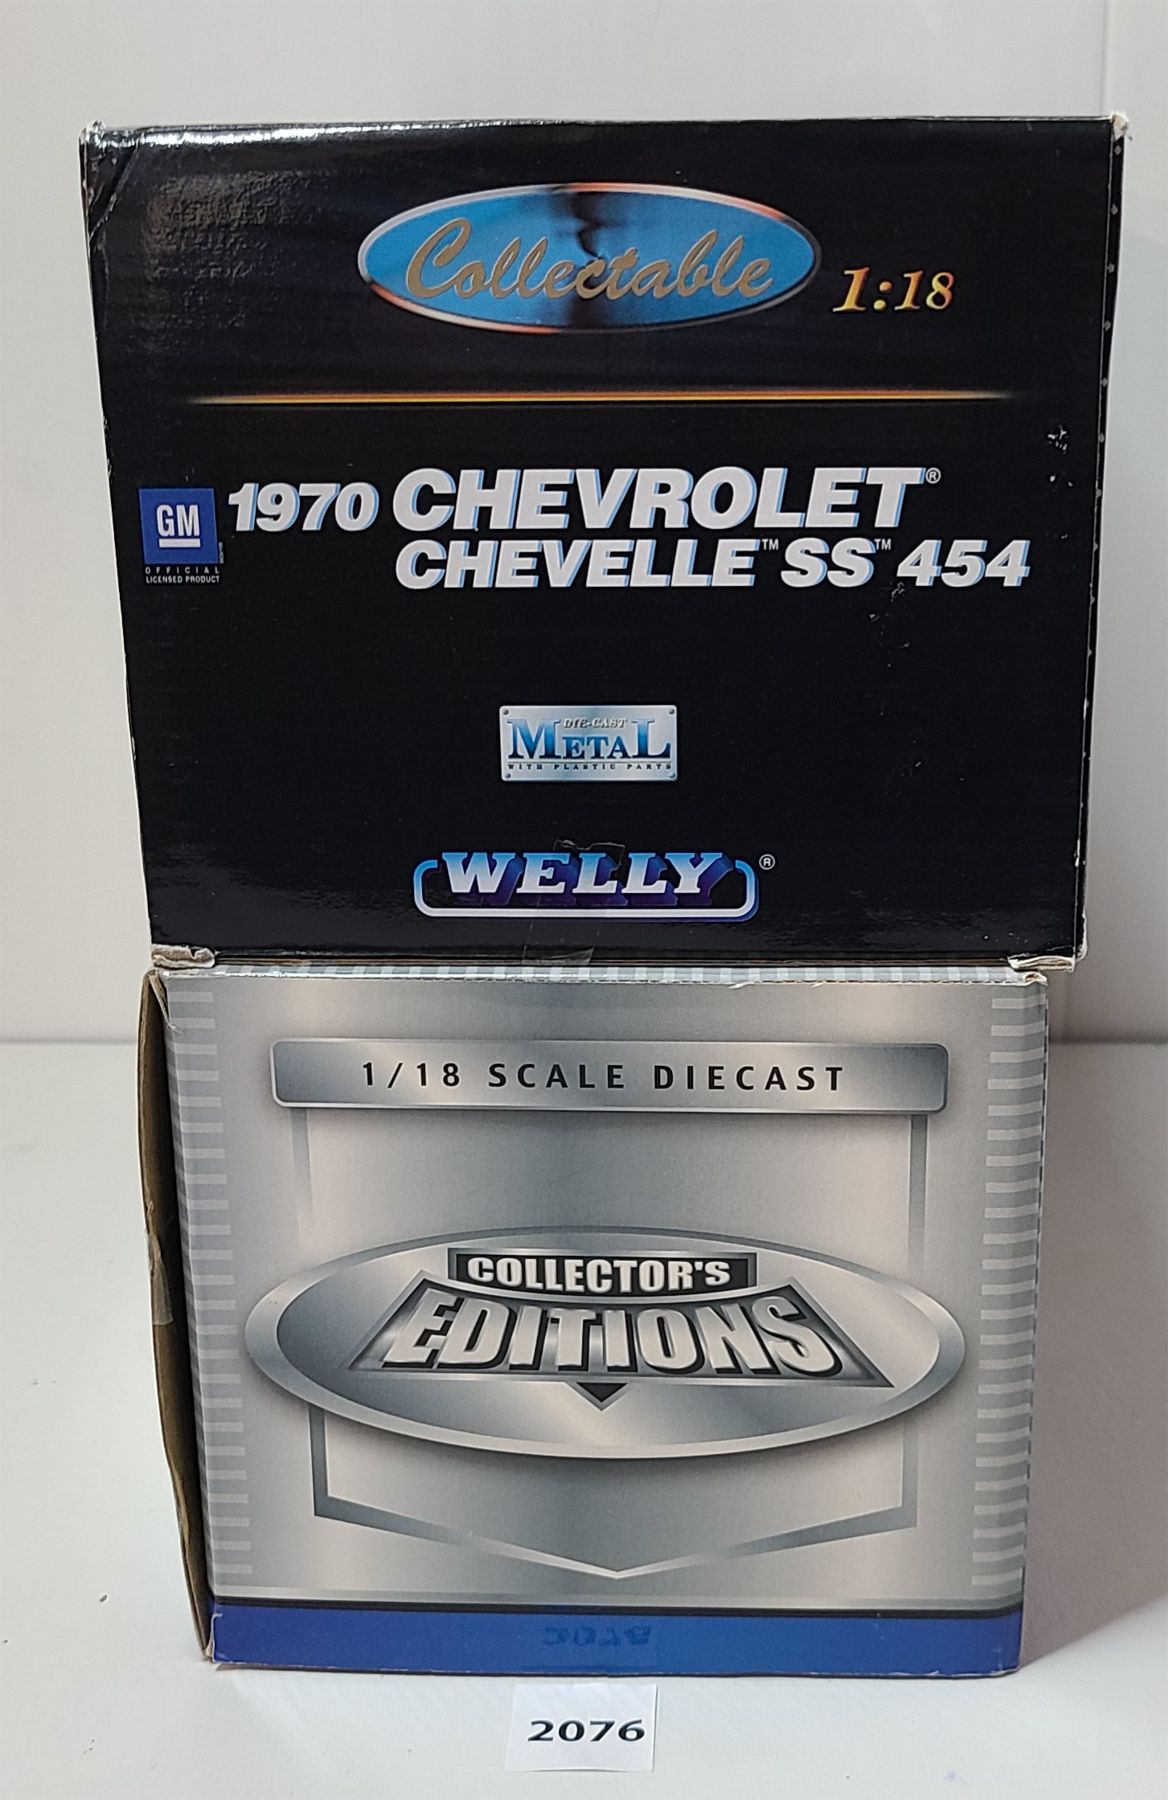 Collectable
1:18
GM
OFFICIAL
LICENSED PRODUCT
1970 CHEVROLET®
CHEVELLE™ SS™ 454
DIE-CAST
METAL
WITH PLASTIC PARTS
WELLY®
1/18 SCALE DIECAST
COLLECTOR'S
EDITIONS
2076